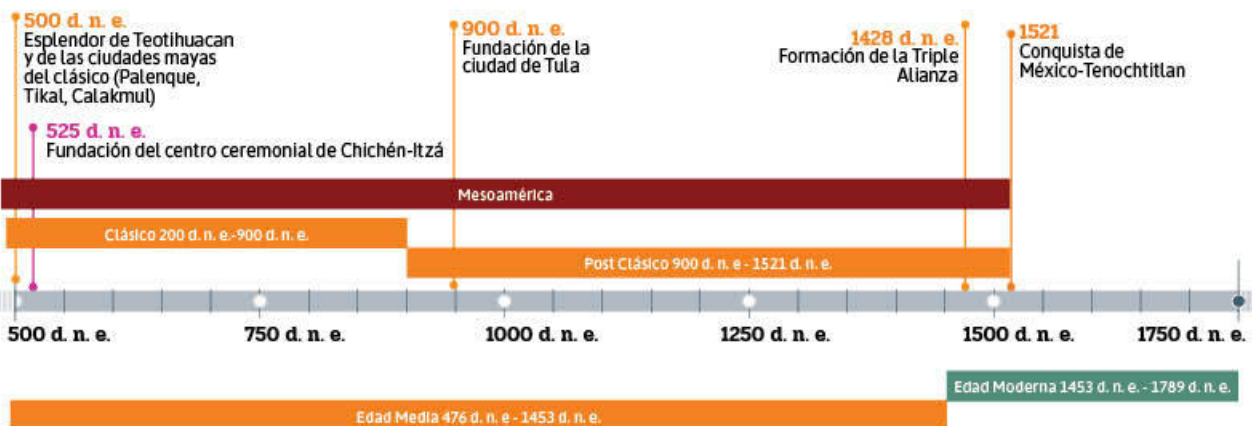 500 d. n. e.
Esplendor de Teotihuacan
y de las ciudades mayas
del clásico (Palenque,
Tikal, Calakmul)
525 d. n. e.
Fundación del centro ceremonial de Chichén-Itzá
900 d. n. e.
Fundación de la
ciudad de Tula
1428 d. n. e.
Formación de la Triple
Alianza
1521
Conquista de
México-Tenochtitlan
Mesoamérica
Clásico 200 d. n. e.-900 d. n. e.
Post Clásico 900 d. n. e - 1521 d. n. e.
500 d. n. e.
750 d. n. e.
1000 d. n. e.
1250 d. n. e.
1500 d. n. e.
1750 d. n. e.
Edad Moderna 1453 d. n. e. - 1789 d. n. e.
Edad Media 476 d. n. e - 1453 d. n. e.